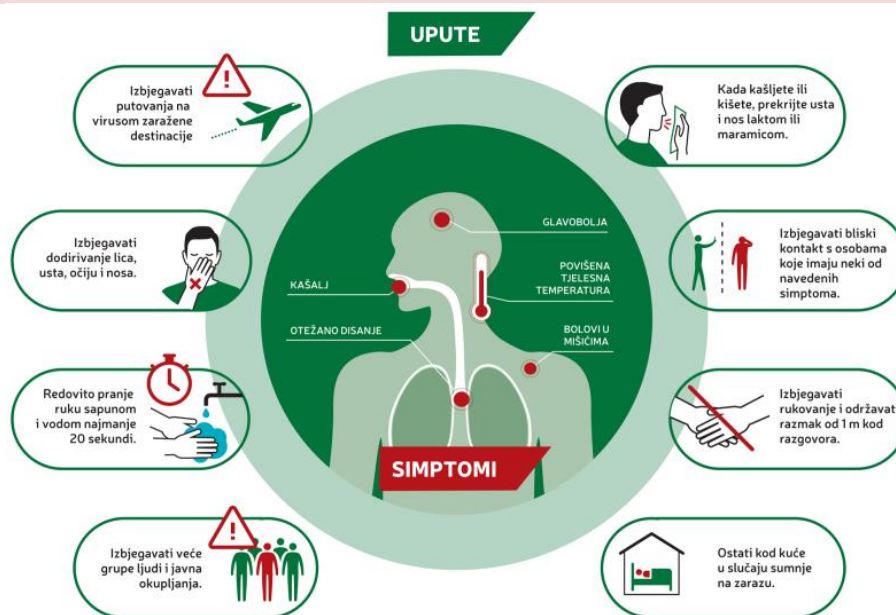 UPUTE
Izbjegavati
putovanja na
virusom zaražene
destinacije
Kada kašljete ili
kišete, prekrijte usta
i nos laktom ili
maramicom.
Izbjegavati
dodirivanje lica,
usta, očiju i nosa.
Izbjegavati bliski
kontakt s osobama
koje imaju neki od
navedenih
simptoma.
Redovito pranje
ruku sapunom
i vodom najmanje
20 sekundi.
Izbjegavati
rukovanje i održavat
razmak od 1 m kod
razgovora.
Izbjegavati veće
grupe ljudi i javna
okupljanja.
Ostati kod kuće
u slučaju sumnje
na zarazu.
GLAVOBOLJA
KAŠALJ
POVIŠENA
TJELESNA
TEMPERATURA
OTEŽANO DISANJE
BOLOVI U
MIŠIĆIMA
SIMPTOMI